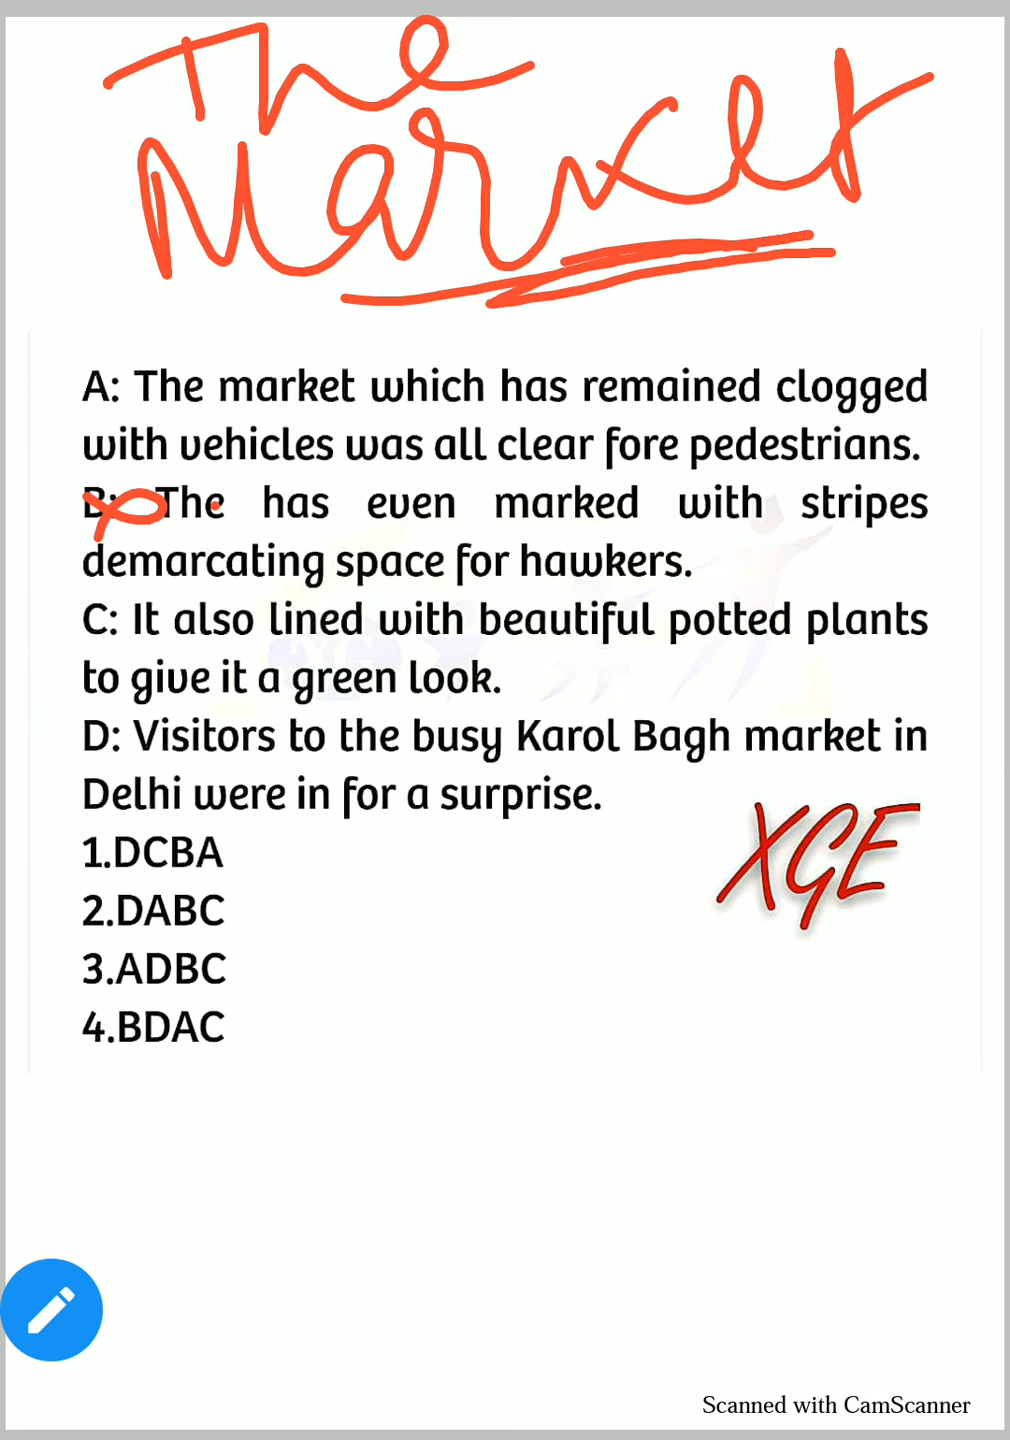 The
Market
A: The market which has remained clogged
with vehicles was all clear fore pedestrians.
B: The has even marked with stripes
demarcating space for hawkers.
C: It also lined with beautiful potted plants
to give it a green look.
D: Visitors to the busy Karol Bagh market in
Delhi were in for a surprise.
1.DCBA
2.DABC
3.ADBC
4.BDAC
XGE
Scanned with CamScanner